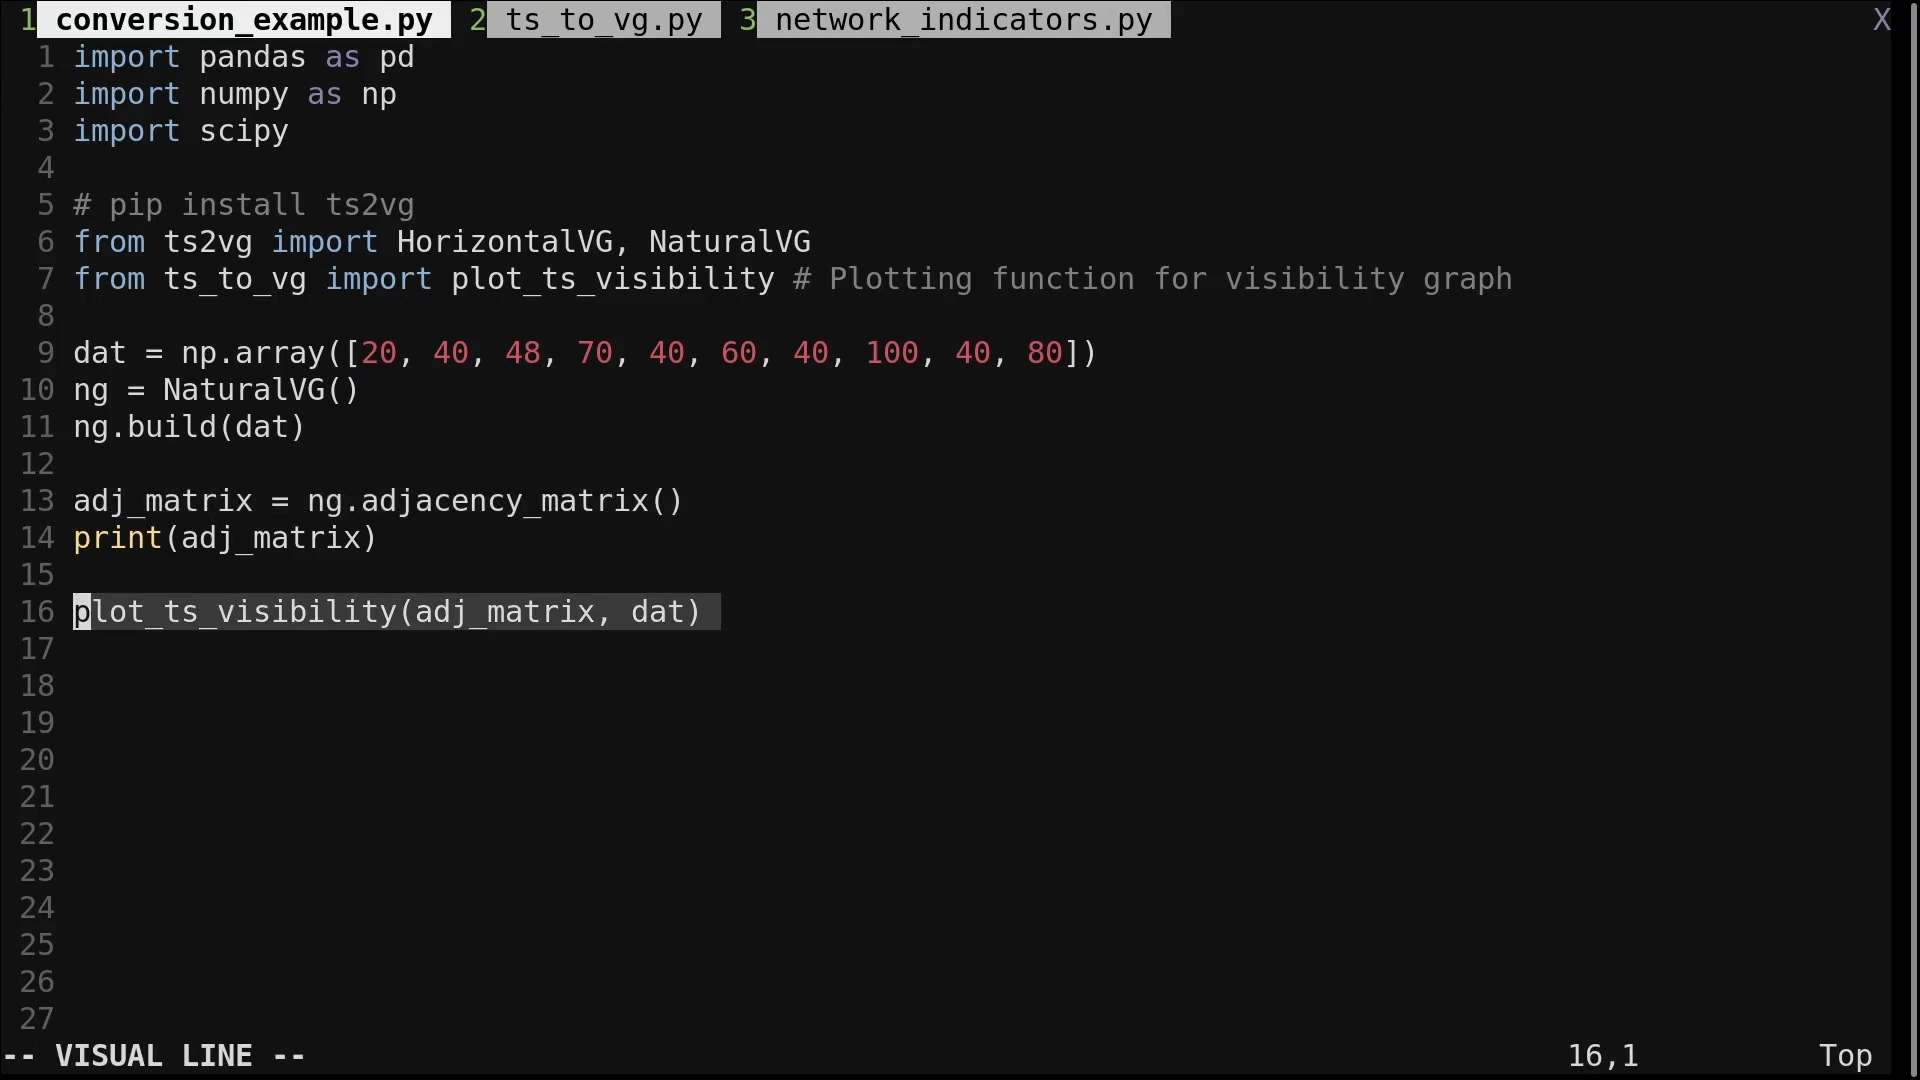 1 conversion_example.py 2 ts_to_vg.py 3 network_indicators.py X
1 import pandas as pd
2 import numpy as np
3 import scipy
4
5 # pip install ts2vg
6 from ts2vg import HorizontalVG, NaturalVG
7 from ts_to_vg import plot_ts_visibility # Plotting function for visibility graph
8
9 dat = np.array([20, 40, 48, 70, 40, 60, 40, 100, 40, 80])
10 ng = NaturalVG()
11 ng.build(dat)
12
13 adj_matrix = ng.adjacency_matrix()
14 print(adj_matrix)
15
16 plot_ts_visibility(adj_matrix, dat)
17
18
19
20
21
22
23
24
25
26
27
-- VISUAL LINE -- 16,1 Top